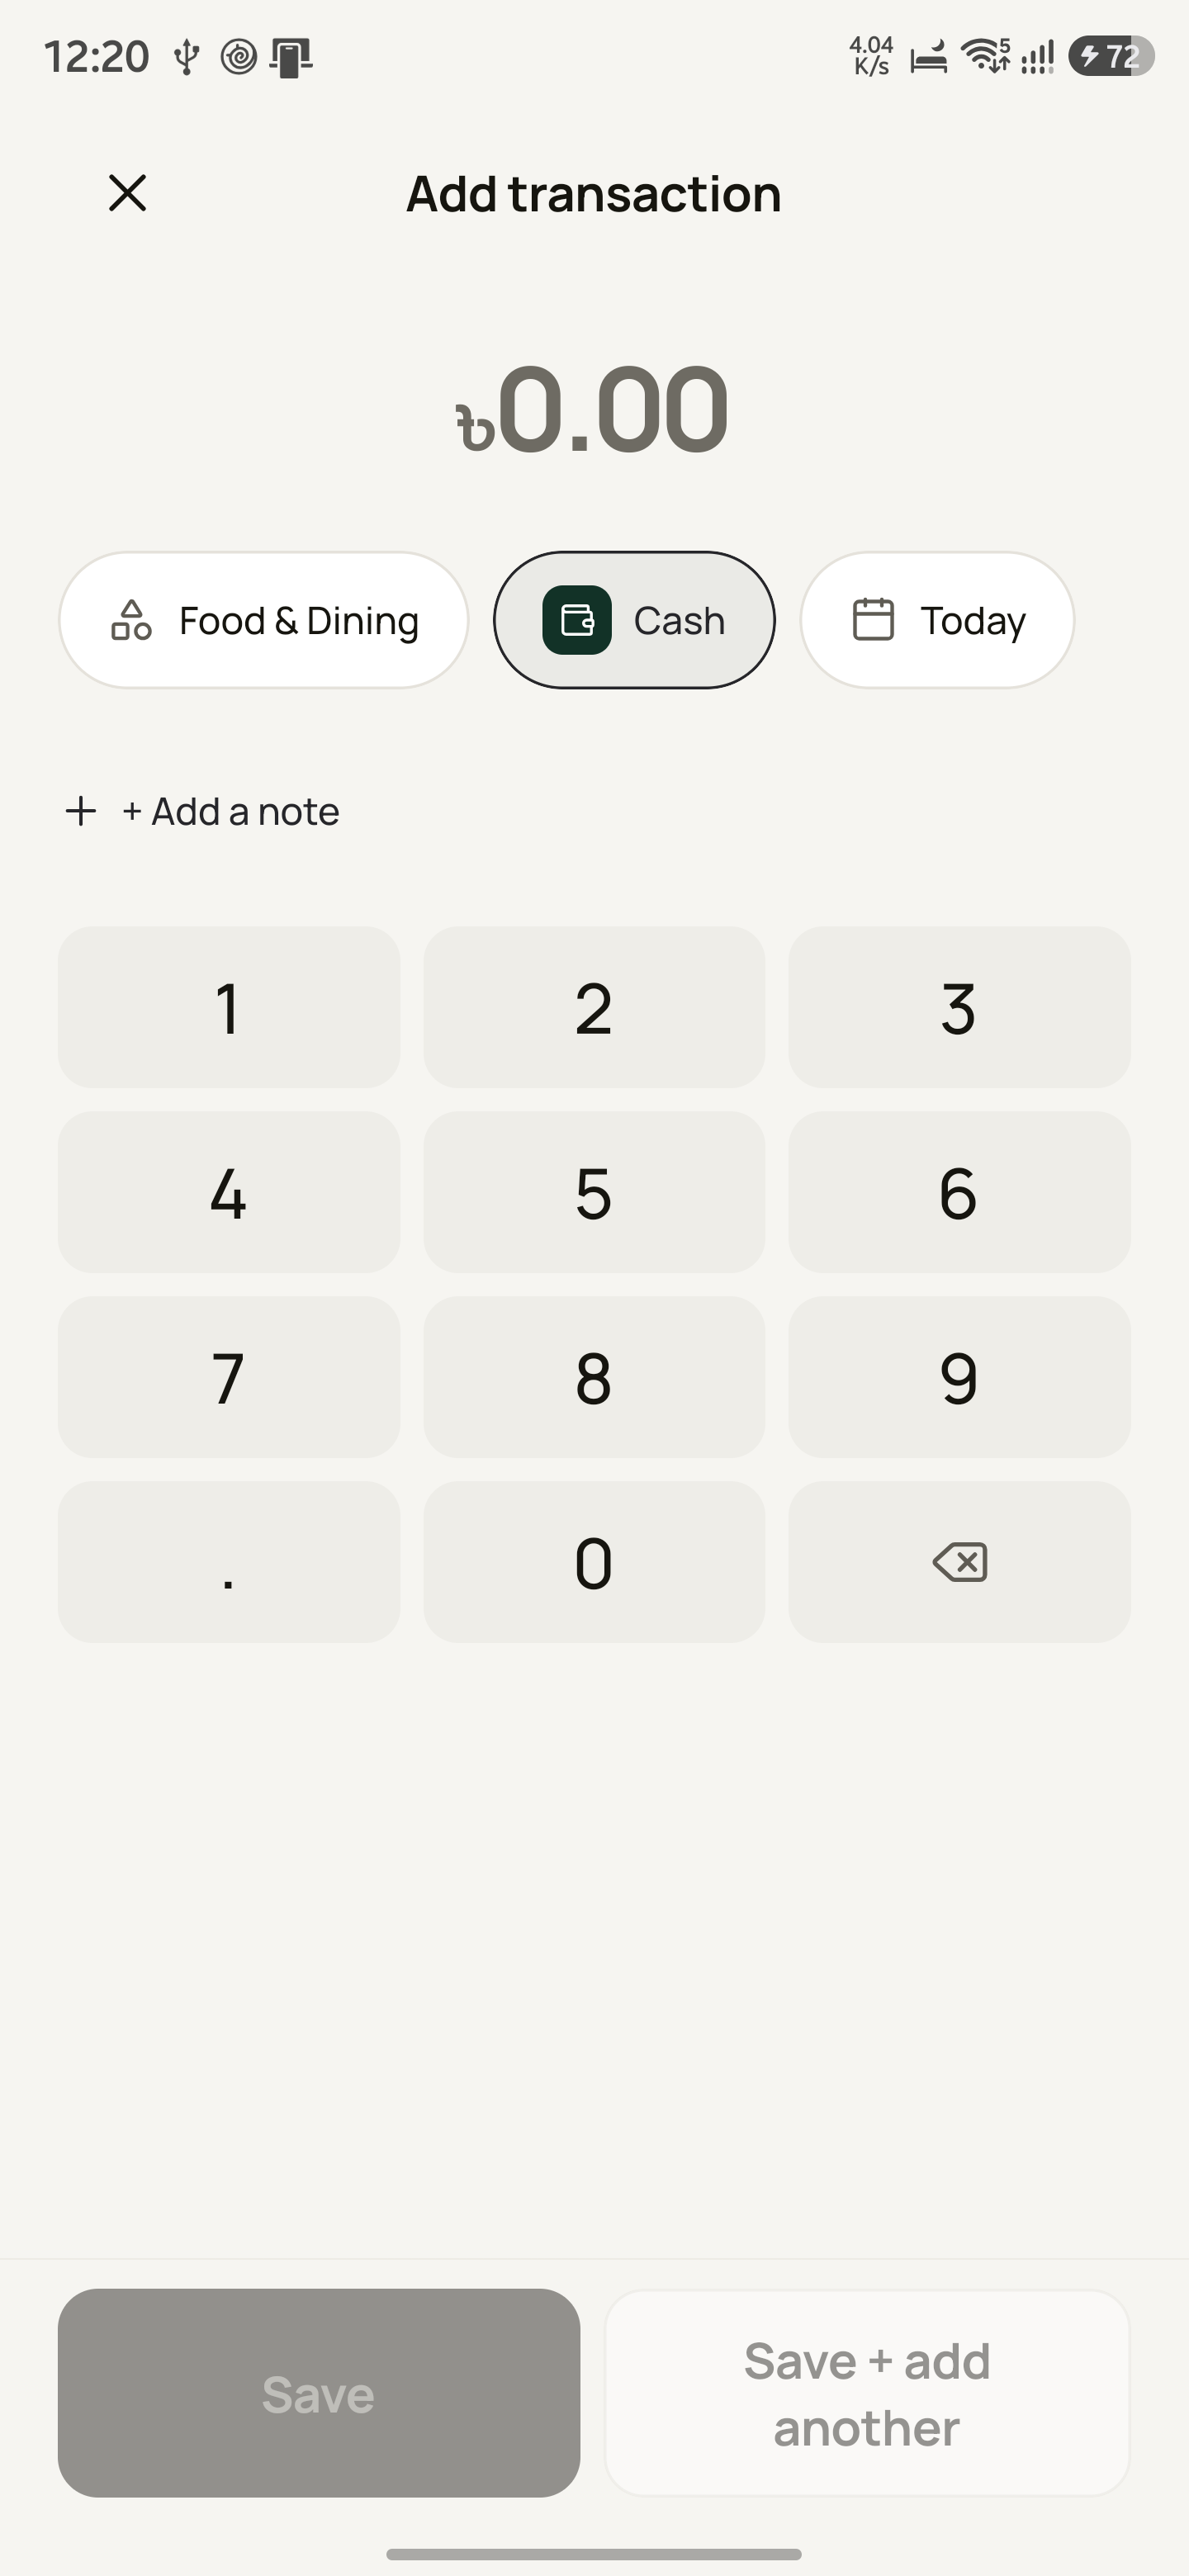 12:20
4.04
K/s
5
72
Add transaction
৳0.00
Food & Dining
Cash
Today
+ Add a note
1
2
3
4
5
6
7
8
9
.
0
Save
Save + add
another